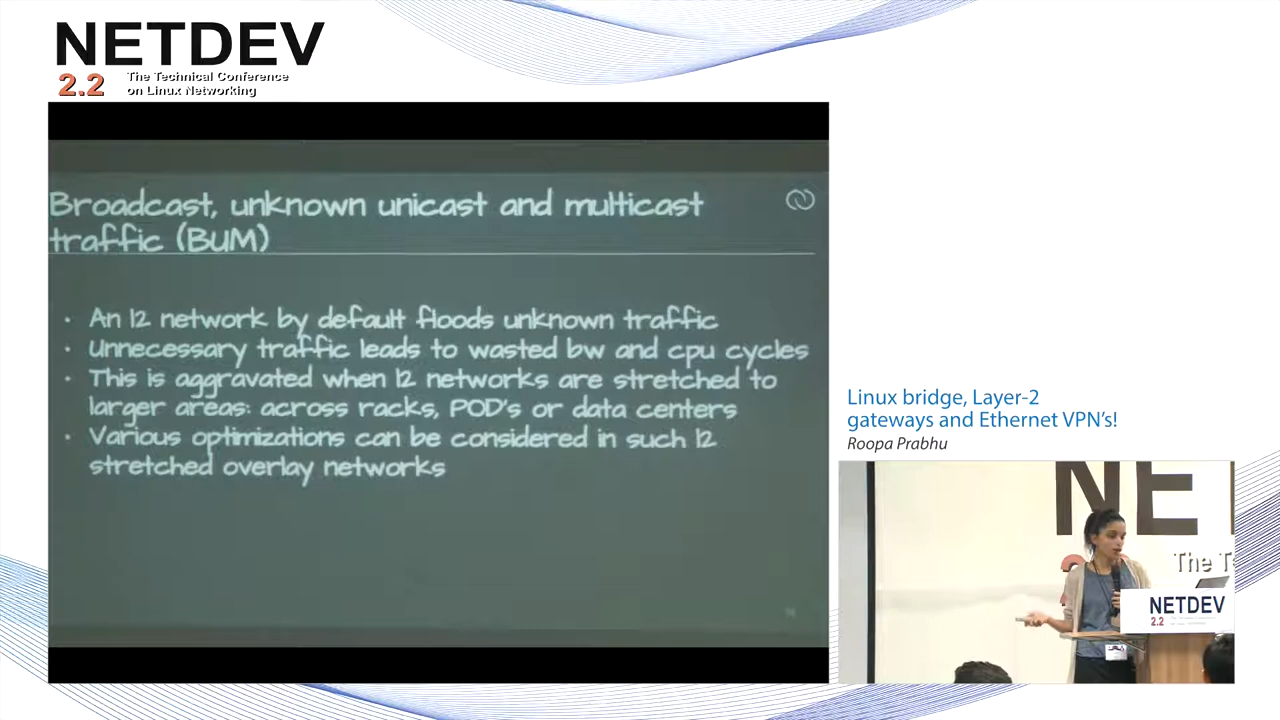 NETDEV
2.2 The Technical Conference
on Linux Networking
Broadcast, unknown unicast and multicast
traffic (BUM)
• An l2 network by default floods unknown traffic
• Unnecessary traffic leads to wasted bw and cpu cycles
• This is aggravated when l2 networks are stretched to
larger areas: across racks, POD's or data centers
• Various optimizations can be considered in such l2
stretched overlay networks
Linux bridge, Layer-2
gateways and Ethernet VPN's!
Roopa Prabhu
NE
The Te
NETDEV
2.2